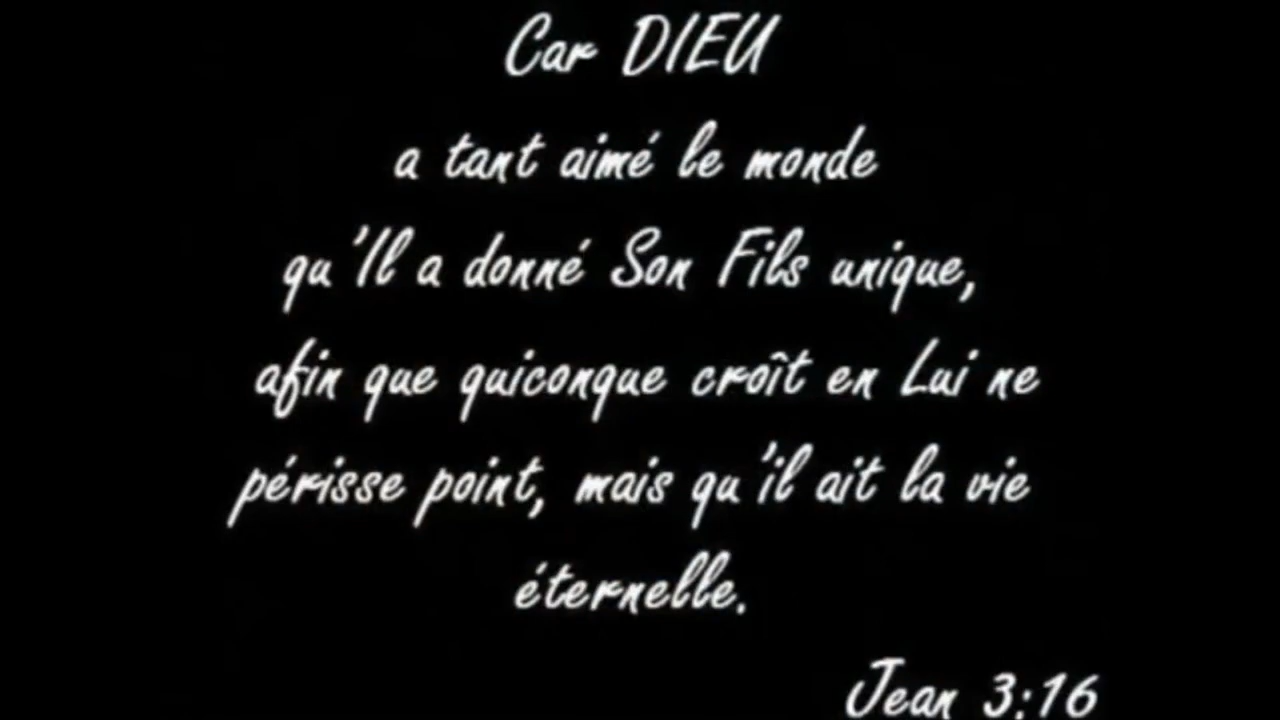 Car DIEU
a tant aimé le monde
qu'Il a donné Son Fils unique,
afin que quiconque croît en Lui ne
périsse point, mais qu'il ait la vie
éternelle.
Jean 3:16